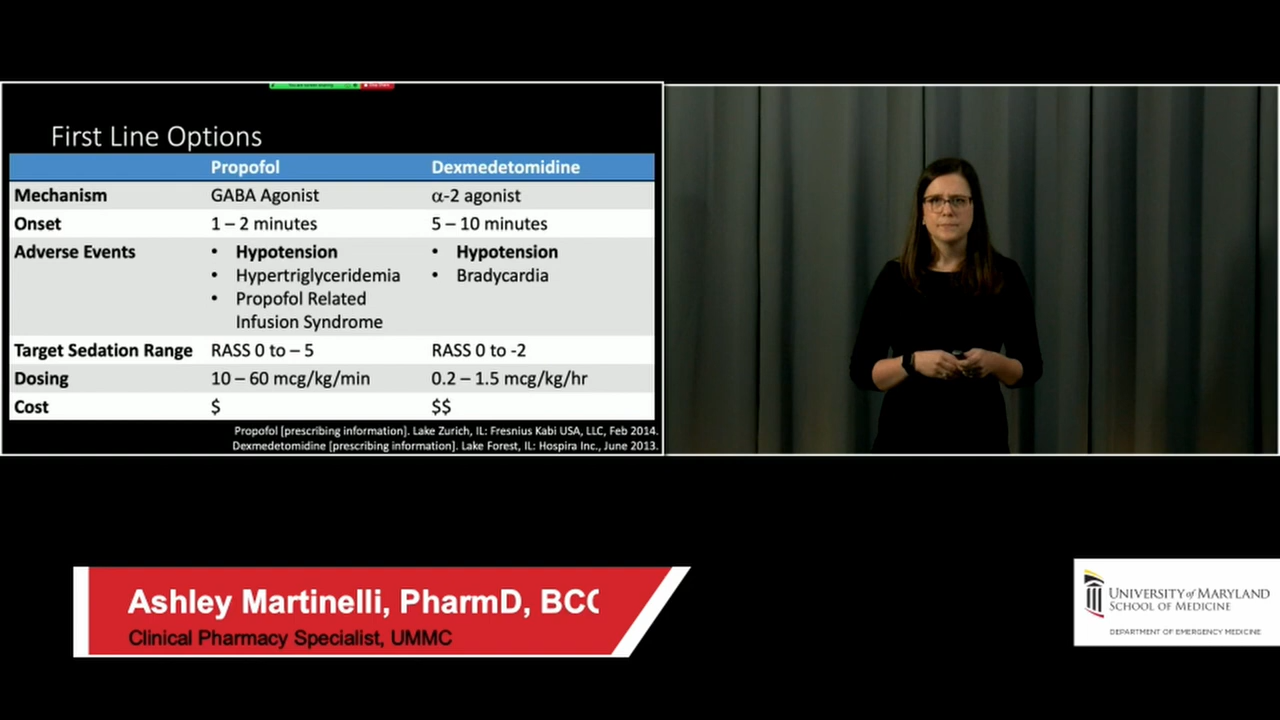 First Line Options
Propofol Dexmedetomidine
Mechanism GABA Agonist α-2 agonist
Onset 1 – 2 minutes 5 – 10 minutes
Adverse Events • Hypotension • Hypotension
• Hypertriglyceridemia • Bradycardia
• Propofol Related
Infusion Syndrome
Target Sedation Range RASS 0 to – 5 RASS 0 to -2
Dosing 10 – 60 mcg/kg/min 0.2 – 1.5 mcg/kg/hr
Cost $ $$
Propofol [prescribing information]. Lake Zurich, IL: Fresnius Kabi USA, LLC, Feb 2014.
Dexmedetomidine [prescribing information]. Lake Forest, IL: Hospira Inc., June 2013.
Ashley Martinelli, PharmD, BCC
Clinical Pharmacy Specialist, UMMC
UNIVERSITY of MARYLAND
SCHOOL OF MEDICINE
DEPARTMENT OF EMERGENCY MEDICINE